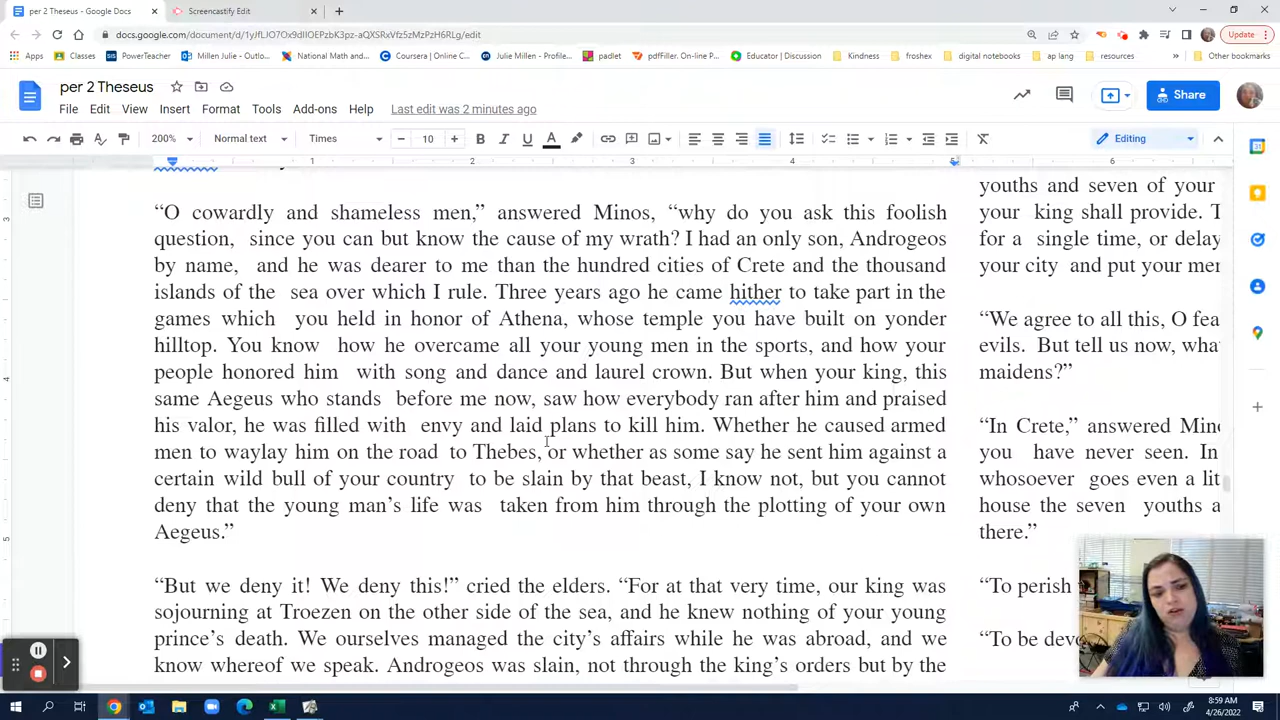 per 2 Theseus - Google Docs
Screencastify Edit
docs.google.com/document/d/1yJfLJO7Ox9dIIOEPzbK3pz-aQXSRxVfz5zMzPzH6RLg/edit
Update
Apps Classes PowerTeacher Millen Julie - Outlo... National Math and... Coursera | Online C... Julie Millen - Profile... padlet pdfFiller. On-line P... Educator | Discussi... Kindness froshex digital notebooks ap lang resources Other bookmarks
per 2 Theseus
File Edit View Insert Format Tools Add-ons Help Last edit was 2 minutes ago
Share
200% Normal text Times 10 Editing
1 2 3 4 5 6
“O cowardly and shameless men,” answered Minos, “why do you ask this foolish
question, since you can but know the cause of my wrath? I had an only son, Androgeos
by name, and he was dearer to me than the hundred cities of Crete and the thousand
islands of the sea over which I rule. Three years ago he came hither to take part in the
games which you held in honor of Athena, whose temple you have built on yonder
hilltop. You know how he overcame all your young men in the sports, and how your
people honored him with song and dance and laurel crown. But when your king, this
same Aegeus who stands before me now, saw how everybody ran after him and praised
his valor, he was filled with envy and laid plans to kill him. Whether he caused armed
men to waylay him on the road to Thebes, or whether as some say he sent him against a
certain wild bull of your country to be slain by that beast, I know not, but you cannot
deny that the young man’s life was taken from him through the plotting of your own
Aegeus.”
“But we deny it! We deny this!” cried the elders. “For at that very time, our king was
sojourning at Troezen on the other side of the sea, and he knew nothing of your young
prince’s death. We ourselves managed the city’s affairs while he was abroad, and we
know whereof we speak. Androgeos was slain, not through the king’s orders but by the
youths and seven of your
your king shall provide. T
for a single time, or delay
your city and put your mer
“We agree to all this, O fea
evils. But tell us now, wha
maidens?”
“In Crete,” answered Mino
you have never seen. In
whosoever goes even a lit
house the seven youths a
there.”
“To perish
“To be devo
3
4
5
8:59 AM
4/26/2022